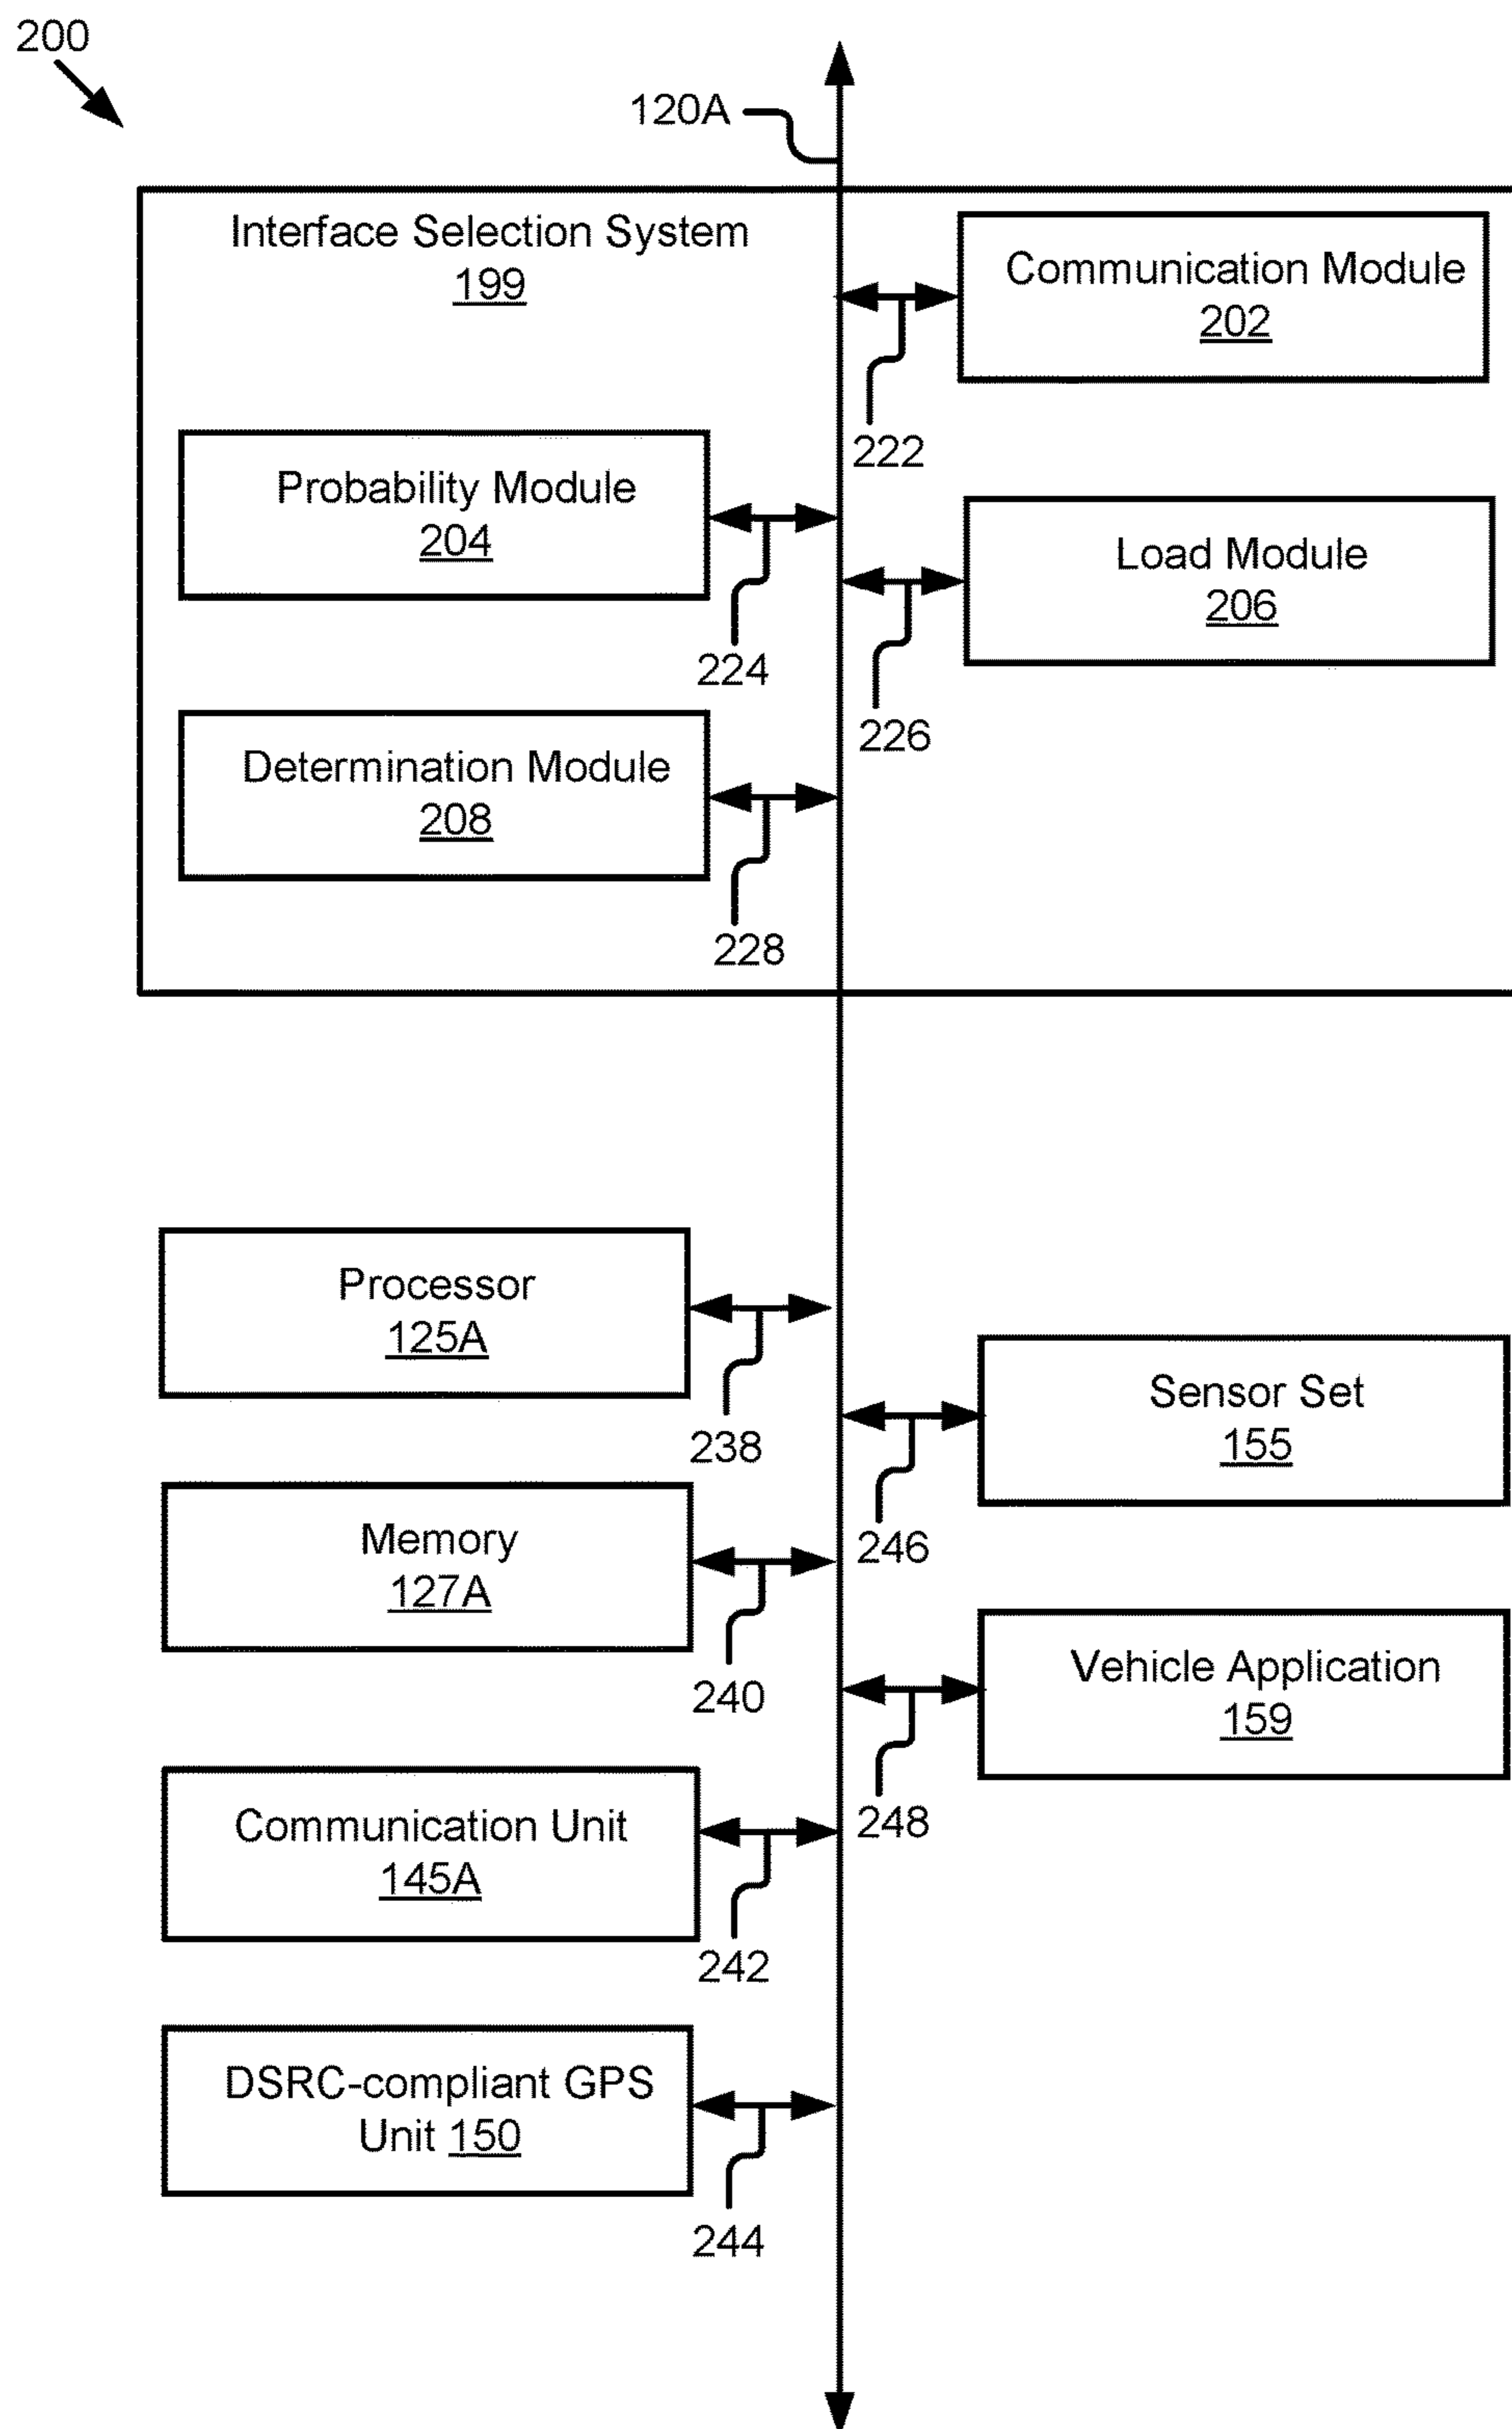 200
120A
Interface Selection System
199
Communication Module
202
222
Probability Module
204
224
Load Module
206
226
Determination Module
208
228
Processor
125A
238
Sensor Set
155
246
Memory
127A
240
Vehicle Application
159
248
Communication Unit
145A
242
DSRC-compliant GPS
Unit 150
244